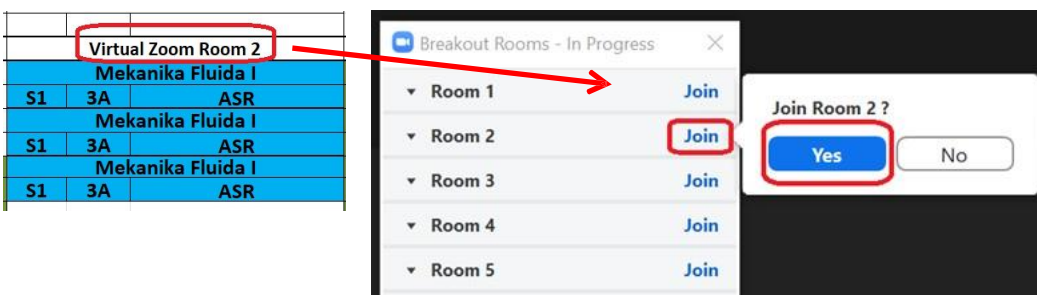 Virtual Zoom Room 2
Mekanika Fluida I
S1 3A ASR
Mekanika Fluida I
S1 3A ASR
Mekanika Fluida I
S1 3A ASR
Breakout Rooms - In Progress
Room 1 Join
Room 2 Join
Room 3 Join
Room 4 Join
Room 5 Join
Join Room 2 ?
Yes No